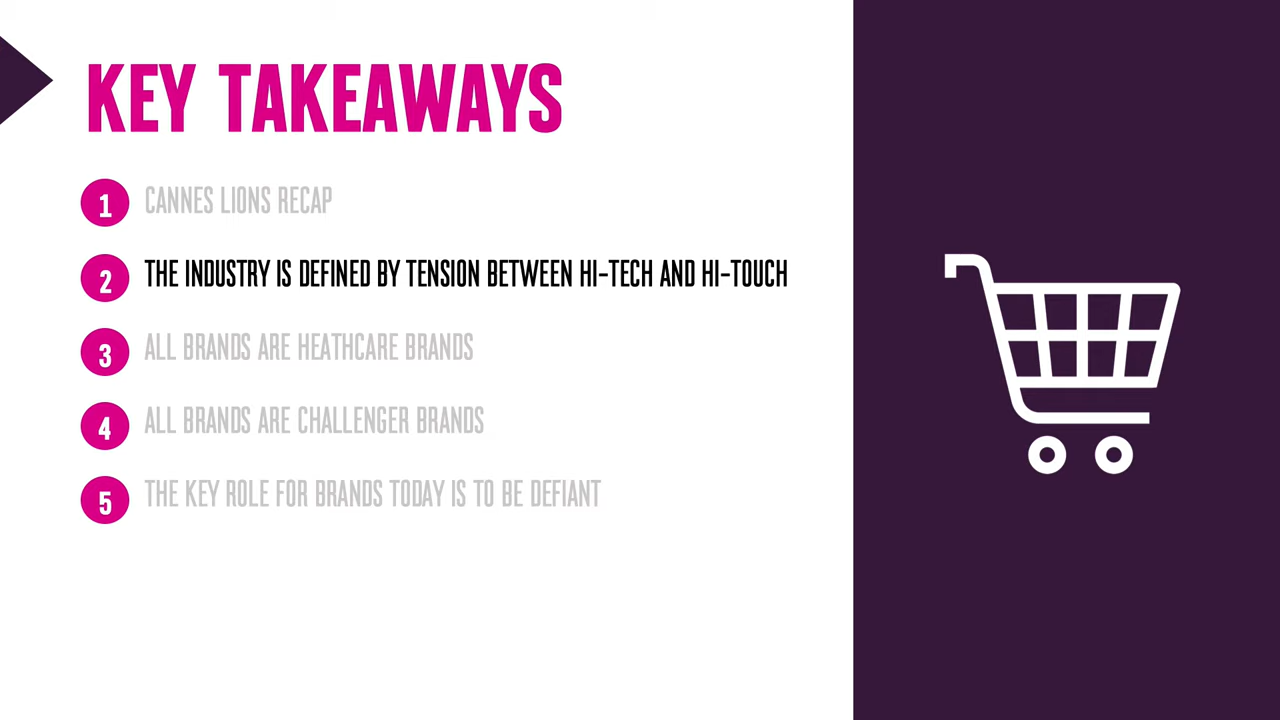 KEY TAKEAWAYS
1 CANNES LIONS RECAP
2 THE INDUSTRY IS DEFINED BY TENSION BETWEEN HI-TECH AND HI-TOUCH
3 ALL BRANDS ARE HEATHCARE BRANDS
4 ALL BRANDS ARE CHALLENGER BRANDS
5 THE KEY ROLE FOR BRANDS TODAY IS TO BE DEFIANT